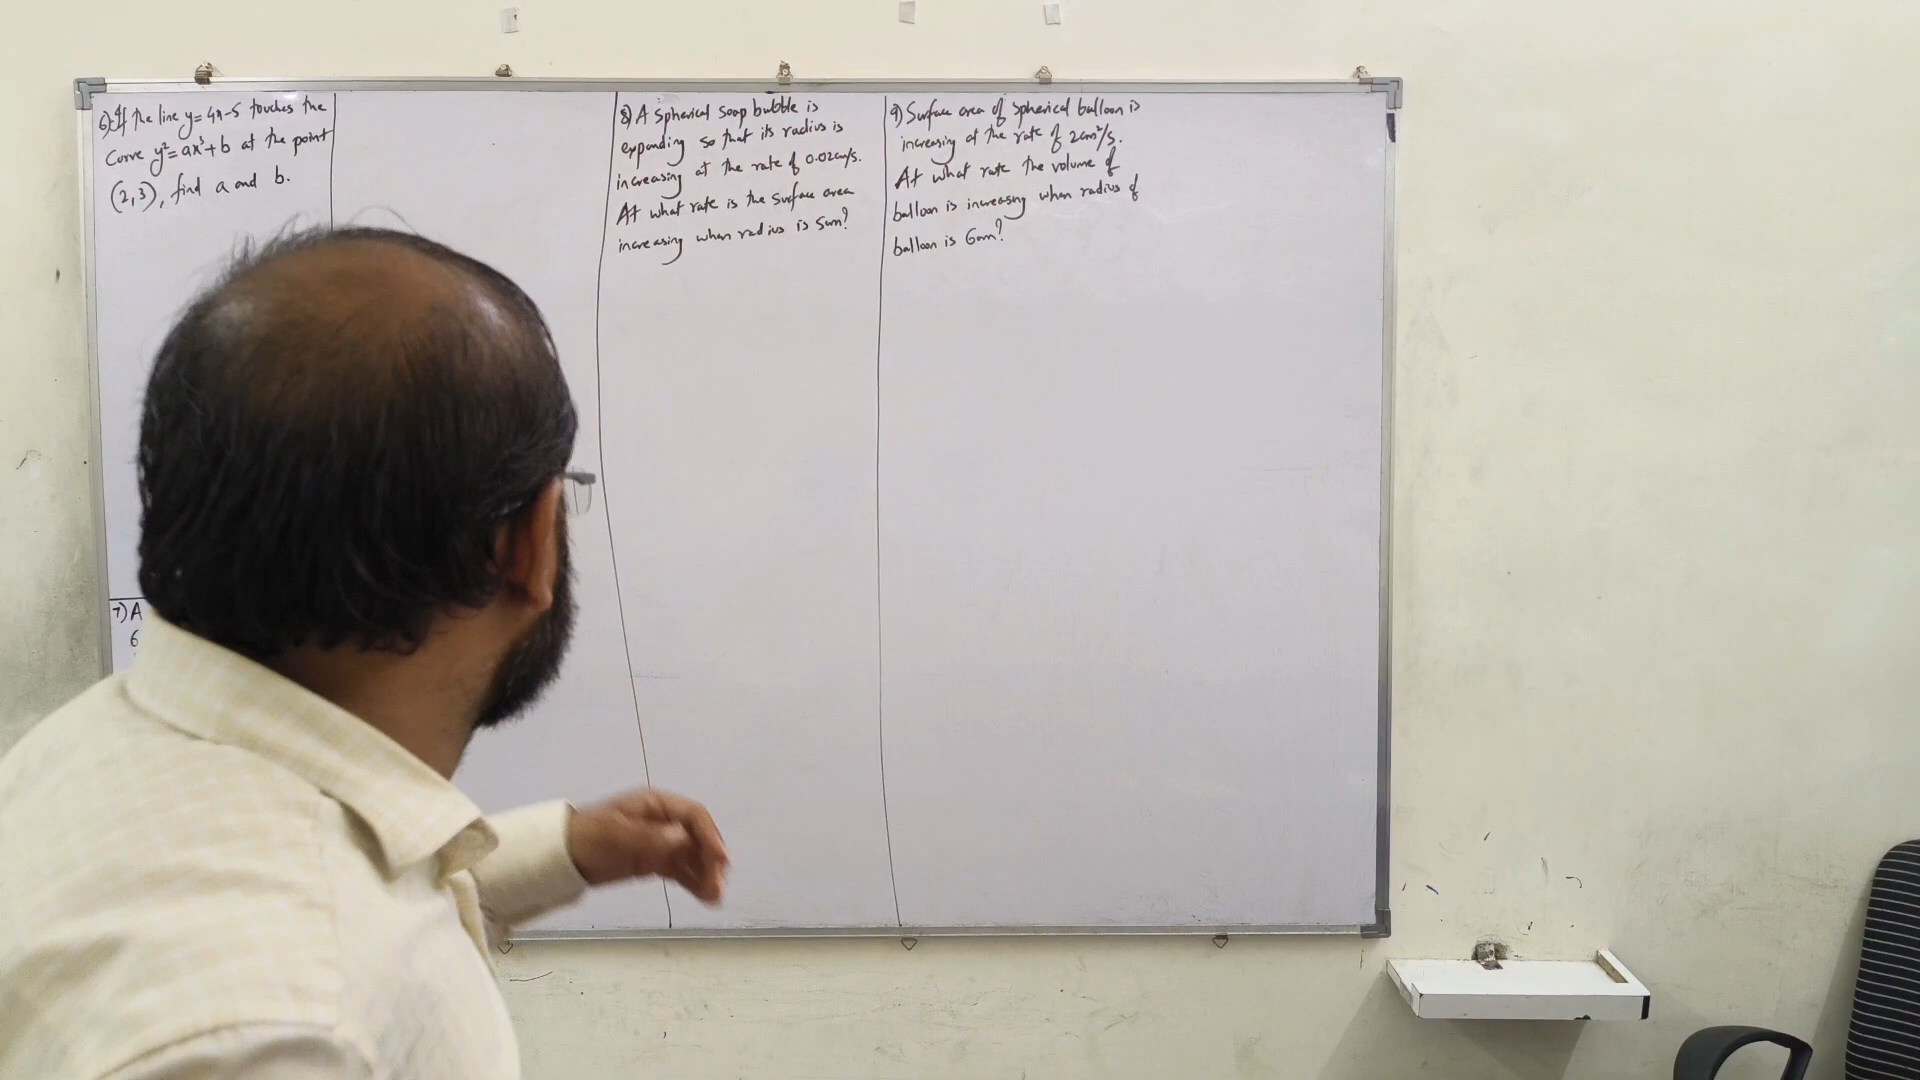 6) If the line y = 4x-5 touches the
Curve y² = ax³ + b at the point
(2,3), find a and b.
7) A
6
8) A Spherical Soap bubble is
expanding so that its radius is
increasing at the rate of 0.02cm/s.
At what rate is the Surface area
increasing when radius is 5cm?
9) Surface area of Spherical balloon is
increasing at the rate of 2cm²/s.
At what rate the volume of
balloon is increasing when radius of
balloon is 6cm?